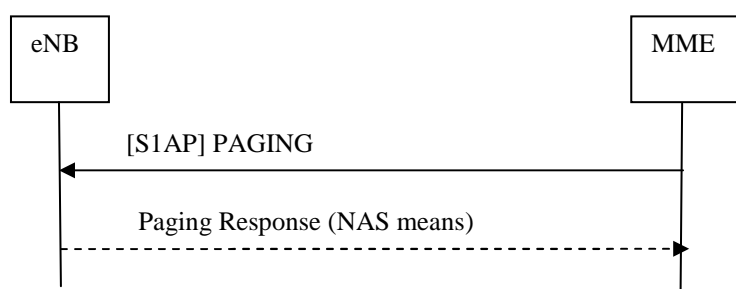 eNB
MME
[S1AP] PAGING
Paging Response (NAS means)